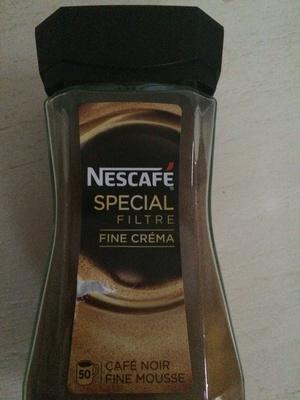 NESCAFÉ
SPECIAL
FILTRE
FINE CRÉMA
50
CAFÉ NOIR
FINE MOUSSE